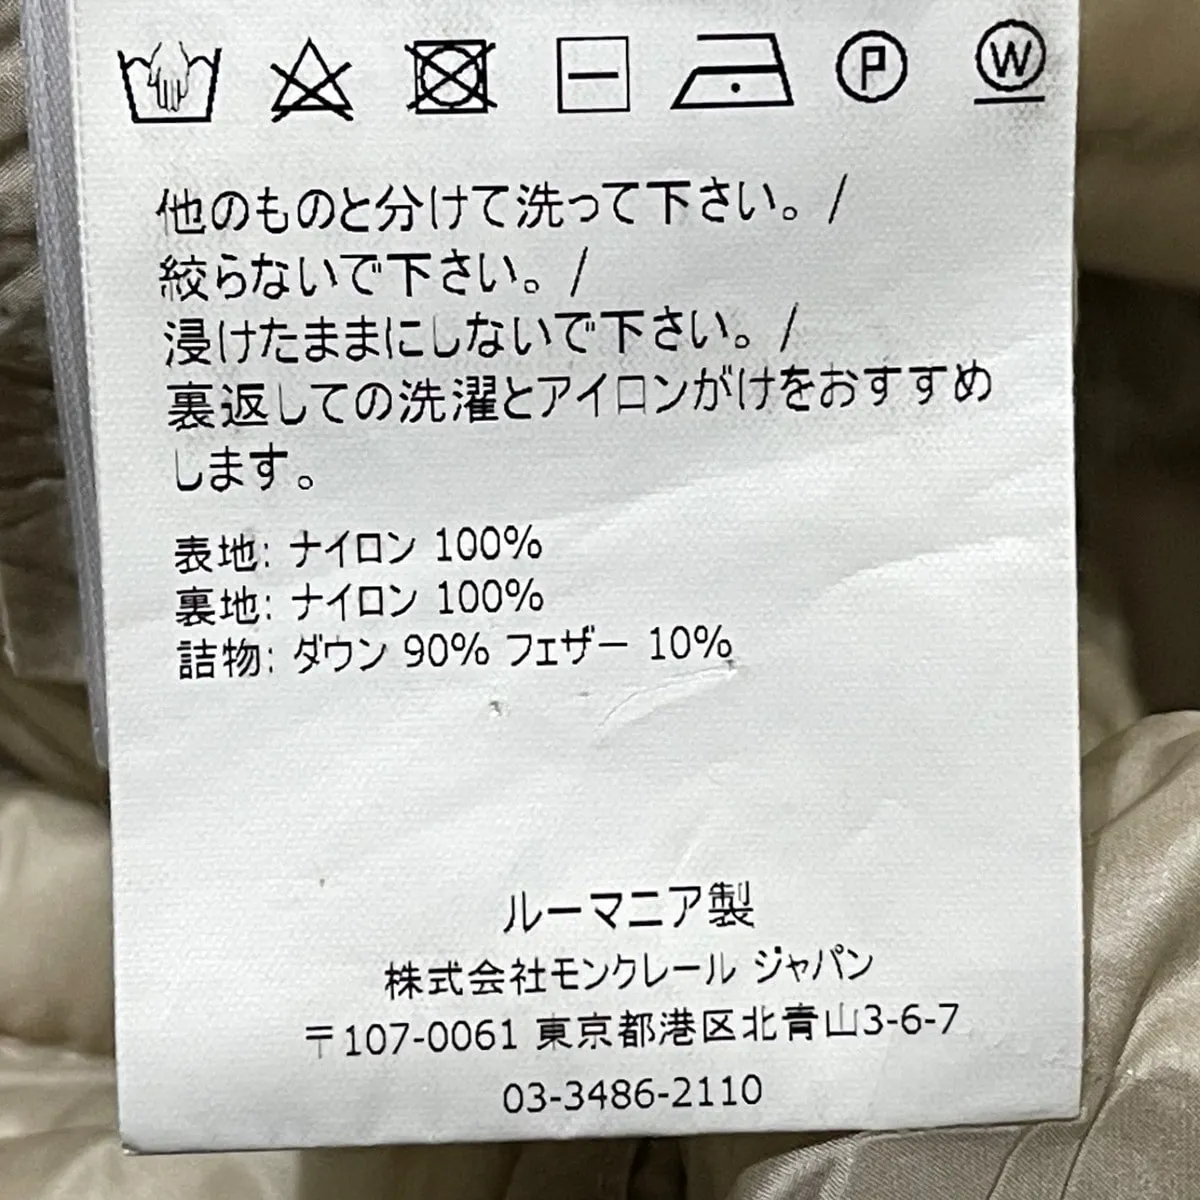 P W
他のものと分けて洗って下さい。/
絞らないで下さい。/
浸けたままにしないで下さい。/
裏返しての洗濯とアイロンがけをおすすめ
します。
表地: ナイロン 100%
裏地: ナイロン 100%
詰物: ダウン 90% フェザー 10%
ルーマニア製
株式会社モンクレール ジャパン
〒107-0061 東京都港区北青山3-6-7
03-3486-2110